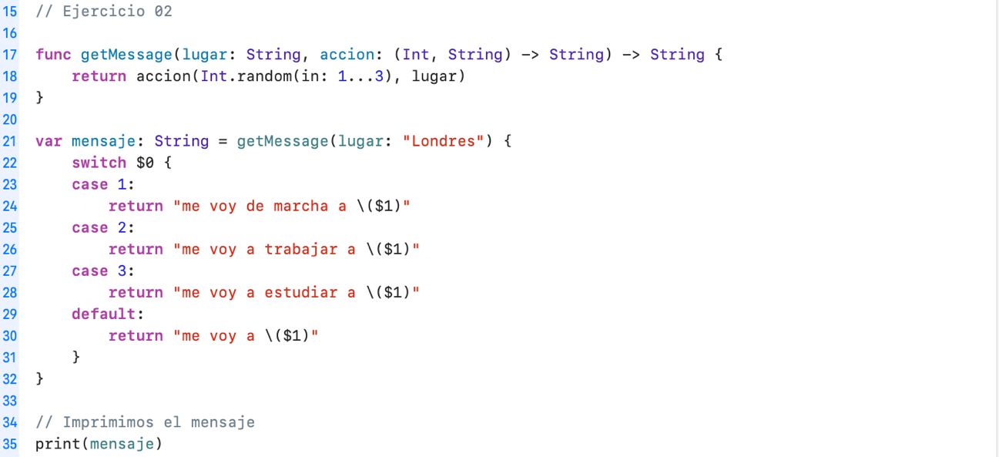 15 // Ejercicio 02
16
17 func getMessage(lugar: String, accion: (Int, String) -> String) -> String {
18     return accion(Int.random(in: 1...3), lugar)
19 }
20
21 var mensaje: String = getMessage(lugar: "Londres") {
22     switch $0 {
23     case 1:
24         return "me voy de marcha a \($1)"
25     case 2:
26         return "me voy a trabajar a \($1)"
27     case 3:
28         return "me voy a estudiar a \($1)"
29     default:
30         return "me voy a \($1)"
31     }
32 }
33
34 // Imprimimos el mensaje
35 print(mensaje)